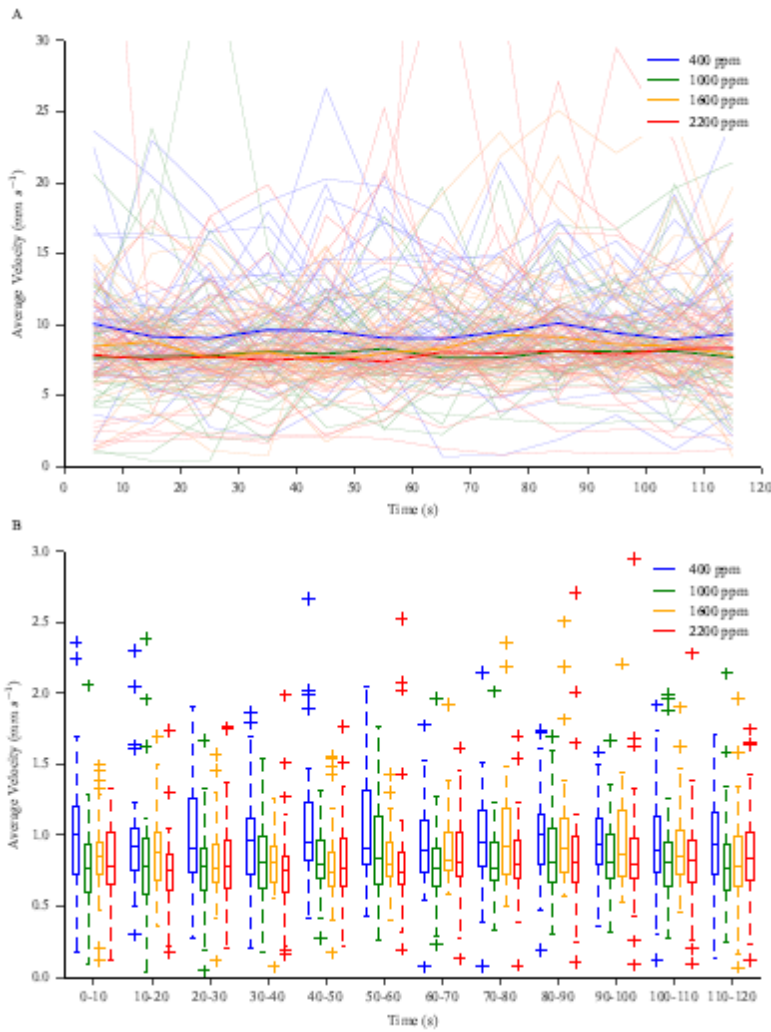 A
30
25
20
15
10
5
0
Average Velocity (mm s⁻¹)
400 ppm
1000 ppm
1600 ppm
2200 ppm
0 10 20 30 40 50 60 70 80 90 100 110 120
Time (s)
B
3.0
2.5
2.0
1.5
1.0
0.5
0.0
Average Velocity (mm s⁻¹)
400 ppm
1000 ppm
1600 ppm
2200 ppm
0-10 10-20 20-30 30-40 40-50 50-60 60-70 70-80 80-90 90-100 100-110 110-120
Time (s)